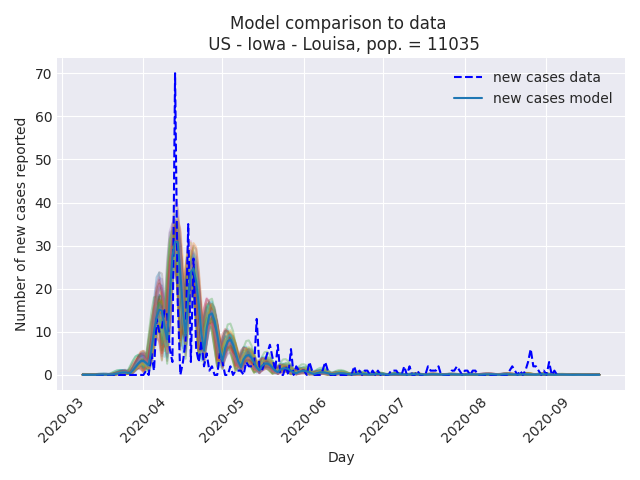 Model comparison to data
US - Iowa - Louisa, pop. = 11035
new cases data
new cases model
Number of new cases reported
70
60
50
40
30
20
10
0
2020-03
2020-04
2020-05
2020-06
2020-07
2020-08
2020-09
Day